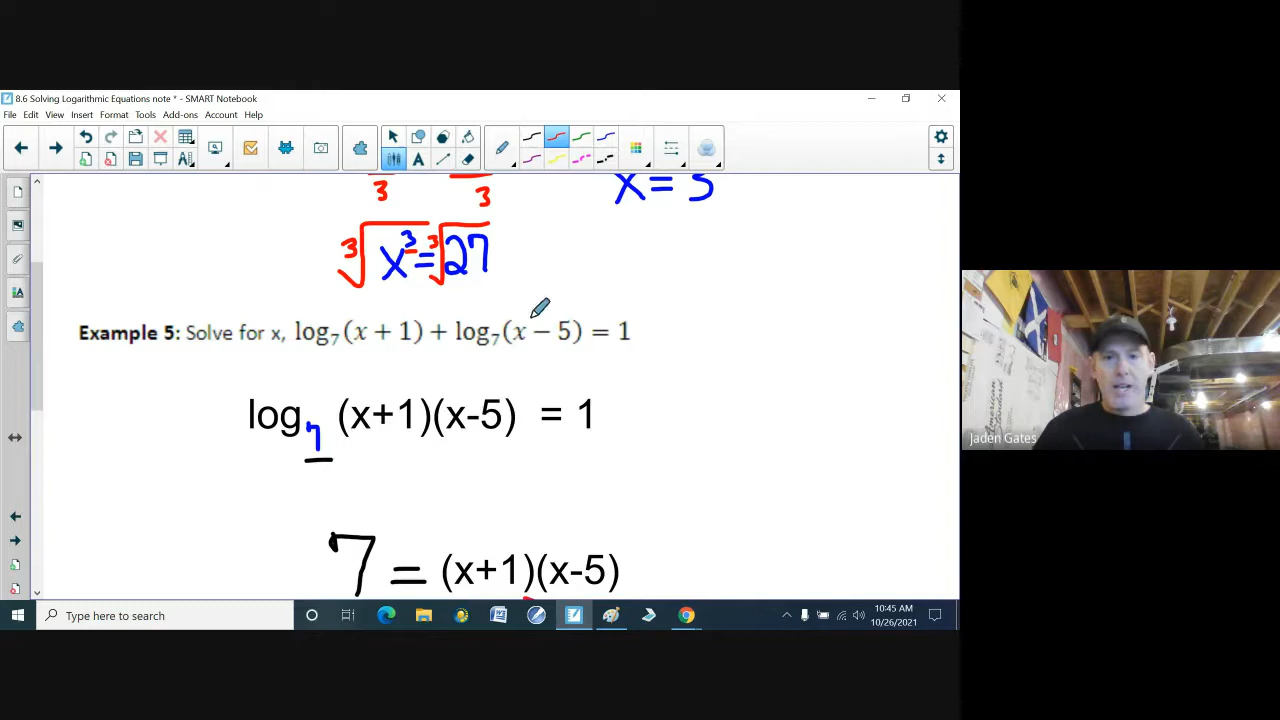 8.6 Solving Logarithmic Equations note * - SMART Notebook
File Edit View Insert Format Tools Add-ons Account Help
3 3
x = 3
∛x³ = ∛27
Example 5: Solve for x, log₇(x + 1) + log₇(x − 5) = 1
log₇ (x+1)(x-5) = 1
7 = (x+1)(x-5)
Jaden Gates
Type here to search
10:45 AM
10/26/2021